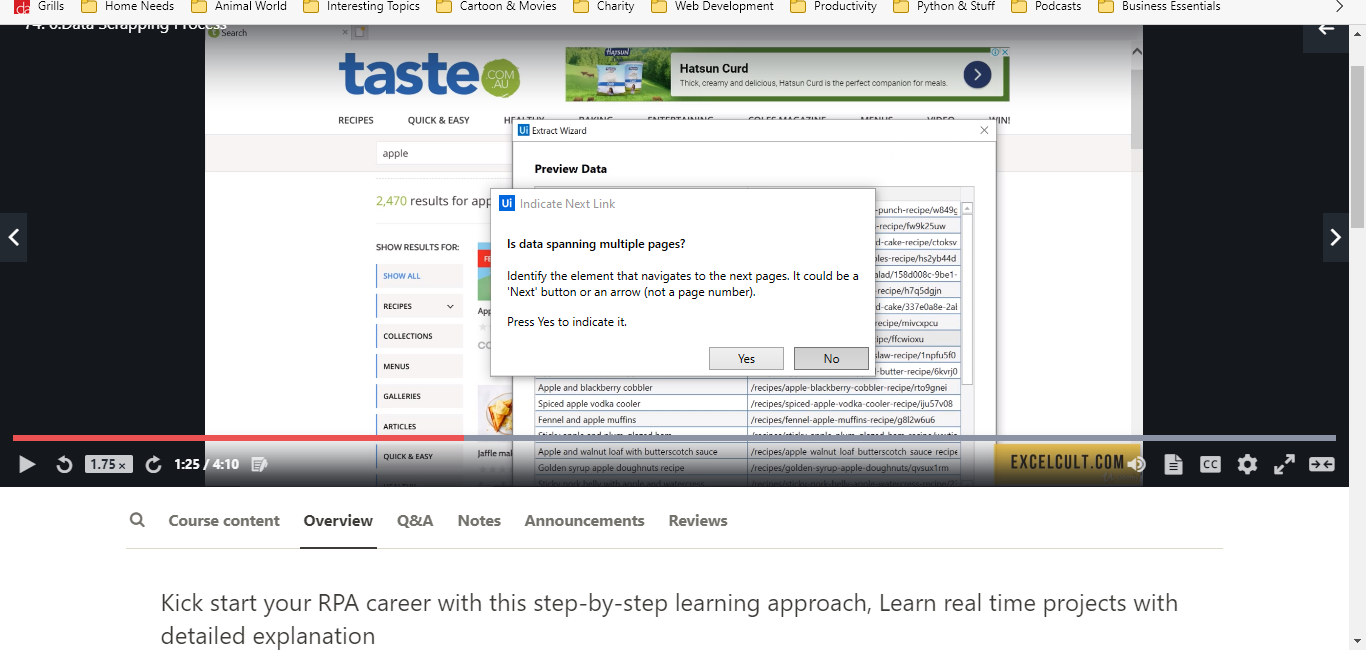 Grills Home Needs Animal World Interesting Topics Cartoon & Movies Charity Web Development Productivity Python & Stuff Podcasts Business Essentials
74. 6.Data Scrapping Process
Search
taste
.COM
.AU
HATSUN
Hatsun Curd
Thick, creamy and delicious, Hatsun Curd is the perfect companion for meals.
RECIPES QUICK & EASY HEALTHY BAKING ENTERTAINING COLES MAGAZINE MENUS VIDEO WIN!
Ui Extract Wizard
apple
Preview Data
2,470 results for app
Ui Indicate Next Link
-punch-recipe/w849g
-recipe/fw9k25uw
Is data spanning multiple pages?
d-cake-recipe/ctoksv
SHOW RESULTS FOR:
FE
ples-recipe/hs2yb44d
SHOW ALL
Identify the element that navigates to the next pages. It could be a
alad/158d008c-9be1-
'Next' button or an arrow (not a page number).
-recipe/h7q5dgjn
RECIPES
App
d-cake/337e0a8e-2al
Press Yes to indicate it.
recipe/mivcxpcu
COLLECTIONS
CO
ipe/ffcwioxu
Yes No
slaw-recipe/1npfu5f0
MENUS
-butter-recipe/6kvrj0
Apple and blackberry cobbler /recipes/apple-blackberry-cobbler-recipe/rto9gnei
GALLERIES
Spiced apple vodka cooler /recipes/spiced-apple-vodka-cooler-recipe/iju57v08
Fennel and apple muffins /recipes/fennel-apple-muffins-recipe/g8l2w6u6
ARTICLES
QUICK & EASY
Jaffle mal
Apple and walnut loaf with butterscotch sauce /recipes/apple-walnut-loaf-butterscotch-sauce-recipe
Golden syrup apple doughnuts recipe /recipes/golden-syrup-apple-doughnuts/qvsux1rm
1.75 × 1:25 / 4:10
EXCELCULT.COM
CC
Course content Overview Q&A Notes Announcements Reviews
Kick start your RPA career with this step-by-step learning approach, Learn real time projects with
detailed explanation